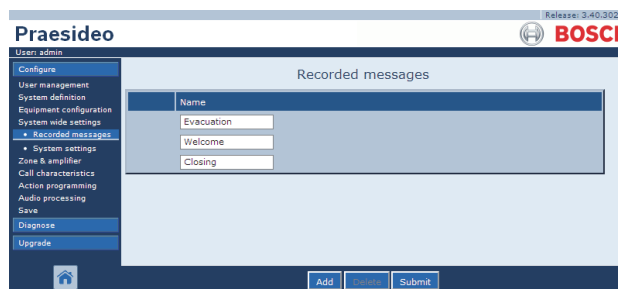 Release: 3.40.302
Praesideo
BOSCH
User: admin
Configure
User management
System definition
Equipment configuration
System wide settings
• Recorded messages
• System settings
Zone & amplifier
Call characteristics
Action programming
Audio processing
Save
Diagnose
Upgrade
Recorded messages
Name
Evacuation
Welcome
Closing
Add Delete Submit